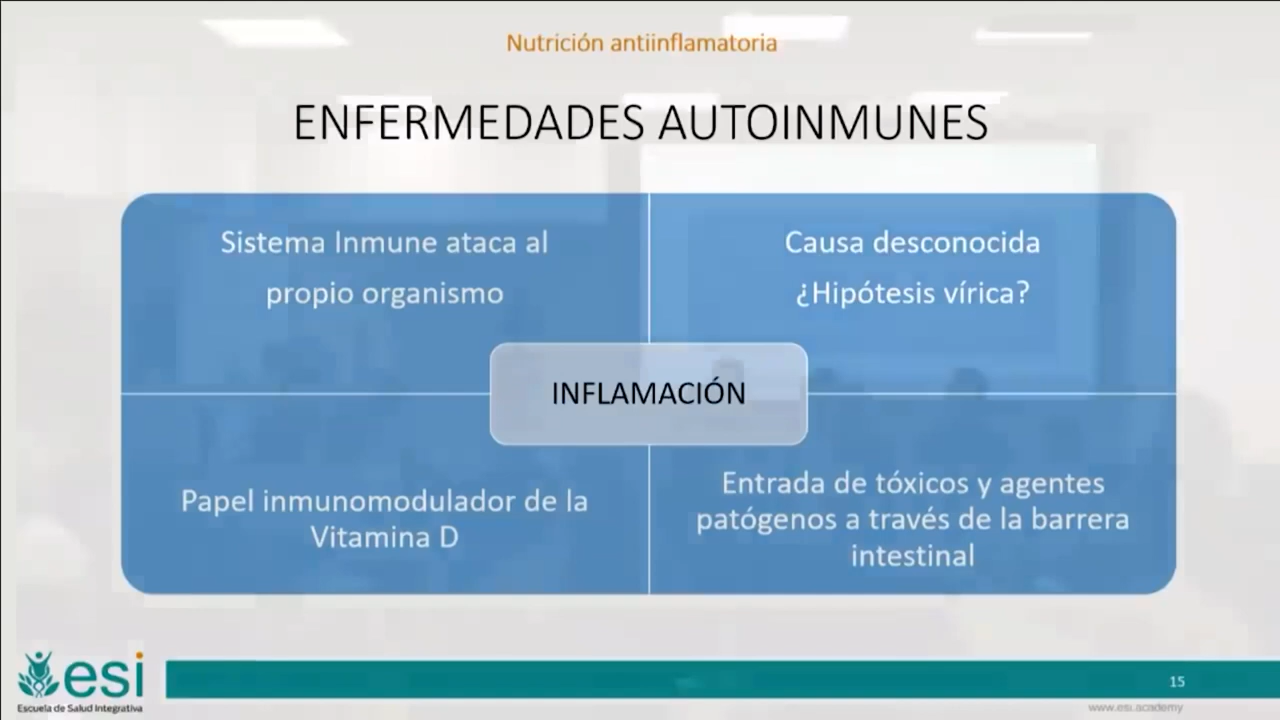 Nutrición antiinflamatoria
ENFERMEDADES AUTOINMUNES
Sistema Inmune ataca al
propio organismo
Causa desconocida
¿Hipótesis vírica?
INFLAMACIÓN
Papel inmunomodulador de la
Vitamina D
Entrada de tóxicos y agentes
patógenos a través de la barrera
intestinal
esi
Escuela de Salud Integrativa
15
www.esi.academy